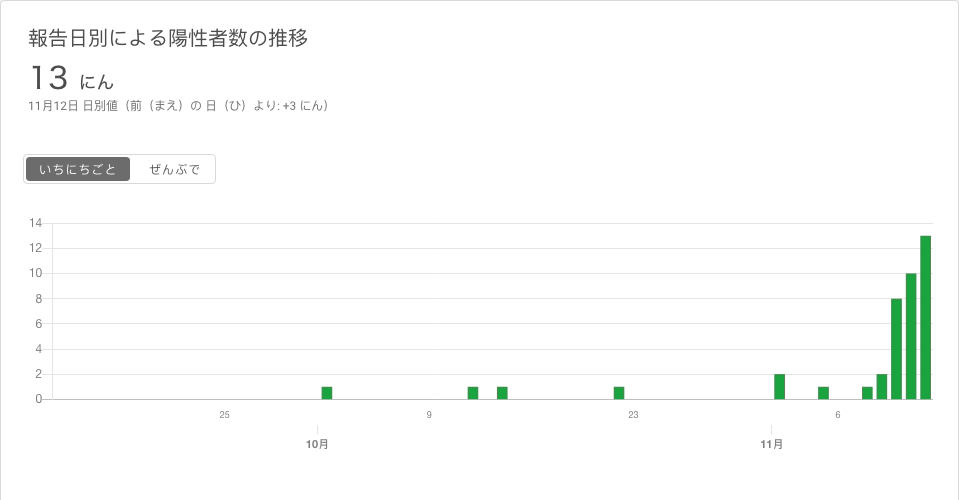 報告日別による陽性者数の推移
13 にん
11月12日 日別値（前（まえ）の 日（ひ）より: +3 にん）
いちにちごと ぜんぶで
14
12
10
8
6
4
2
0
25 9 23 6
10月 11月